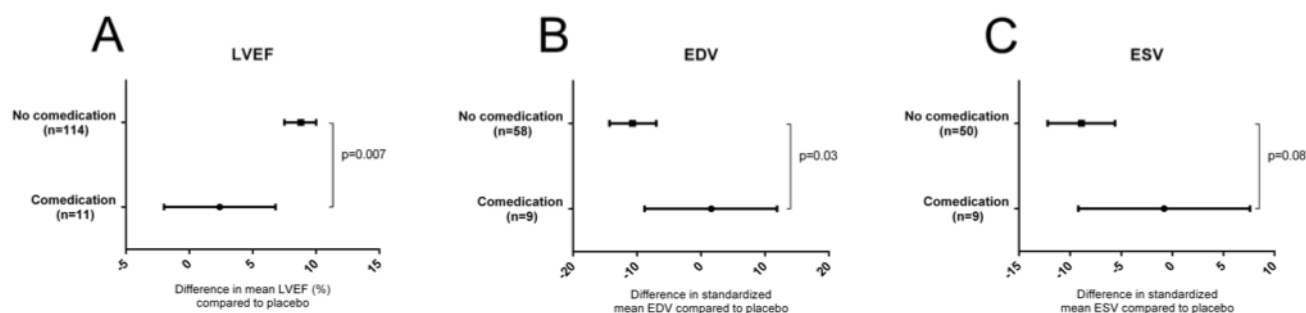 A
LVEF
No comedication
(n=114)
p=0.007
Comedication
(n=11)
-5
0
5
10
15
Difference in mean LVEF (%)
compared to placebo
B
EDV
No comedication
(n=58)
p=0.03
Comedication
(n=9)
-20
-10
0
10
20
Difference in standardized
mean EDV compared to placebo
C
ESV
No comedication
(n=50)
p=0.08
Comedication
(n=9)
-15
-10
-5
0
5
10
Difference in standardized
mean ESV compared to placebo